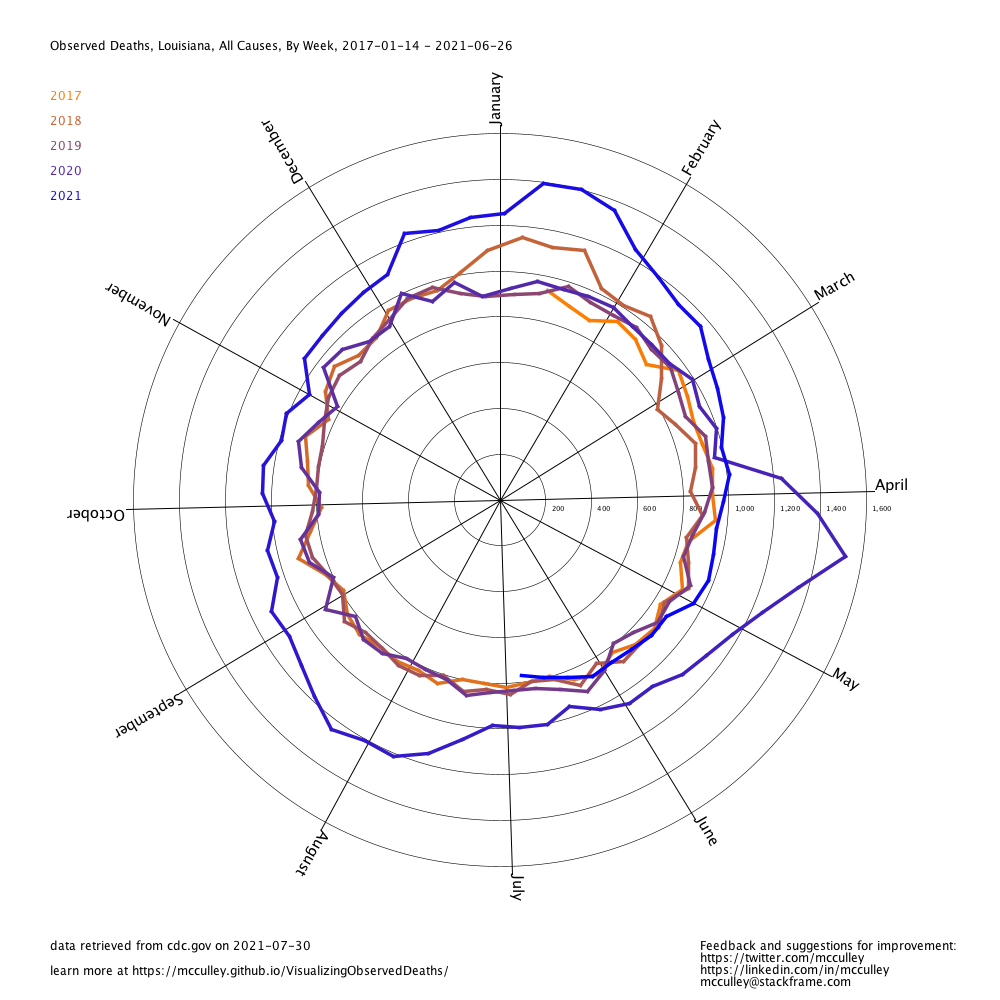 Observed Deaths, Louisiana, All Causes, By Week, 2017-01-14 - 2021-06-26
2017
2018
2019
2020
2021
January
February
March
April
May
June
July
August
September
October
November
December
200
400
600
800
1,000
1,200
1,400
1,600
data retrieved from cdc.gov on 2021-07-30
learn more at https://mcculley.github.io/VisualizingObservedDeaths/
Feedback and suggestions for improvement:
https://twitter.com/mcculley
https://linkedin.com/in/mcculley
mcculley@stackframe.com